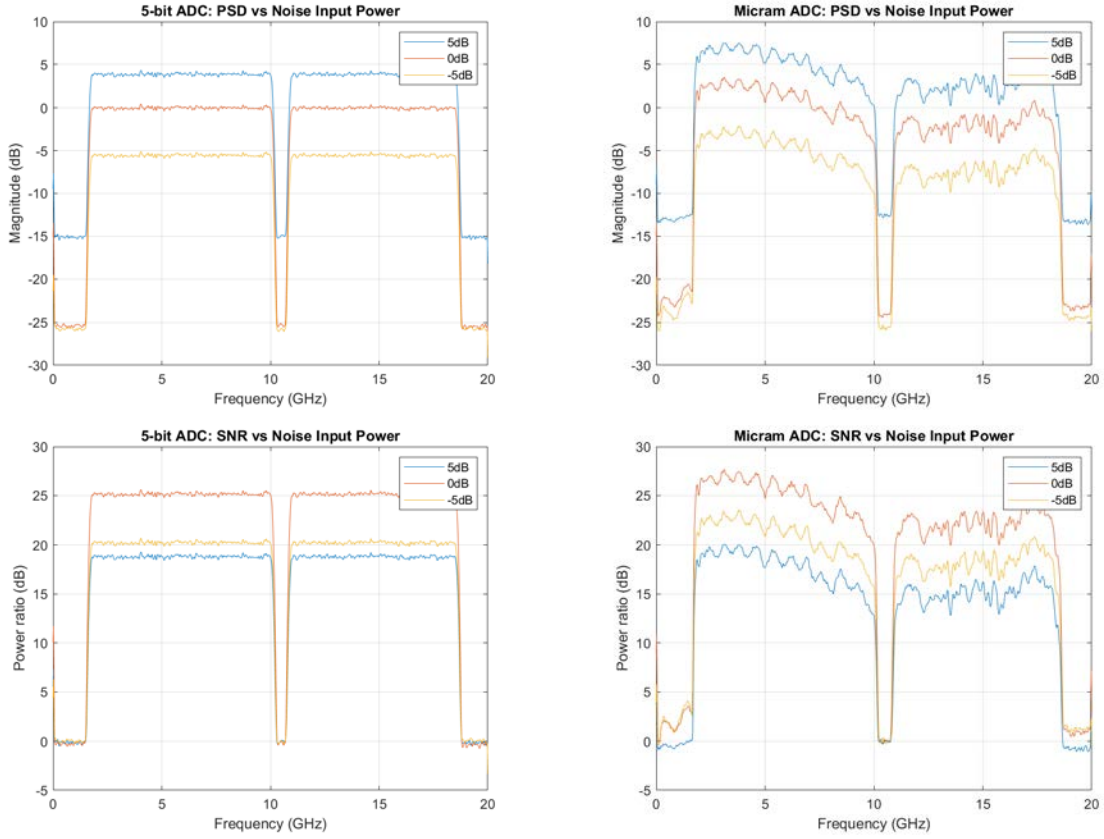 5-bit ADC: PSD vs Noise Input Power
10
5
0
-5
-10
-15
-20
-25
-30
Magnitude (dB)
5dB
0dB
-5dB
0 5 10 15 20
Frequency (GHz)
Micram ADC: PSD vs Noise Input Power
10
5
0
-5
-10
-15
-20
-25
-30
Magnitude (dB)
5dB
0dB
-5dB
0 5 10 15 20
Frequency (GHz)
5-bit ADC: SNR vs Noise Input Power
30
25
20
15
10
5
0
-5
Power ratio (dB)
5dB
0dB
-5dB
0 5 10 15 20
Frequency (GHz)
Micram ADC: SNR vs Noise Input Power
30
25
20
15
10
5
0
-5
Power ratio (dB)
5dB
0dB
-5dB
0 5 10 15 20
Frequency (GHz)